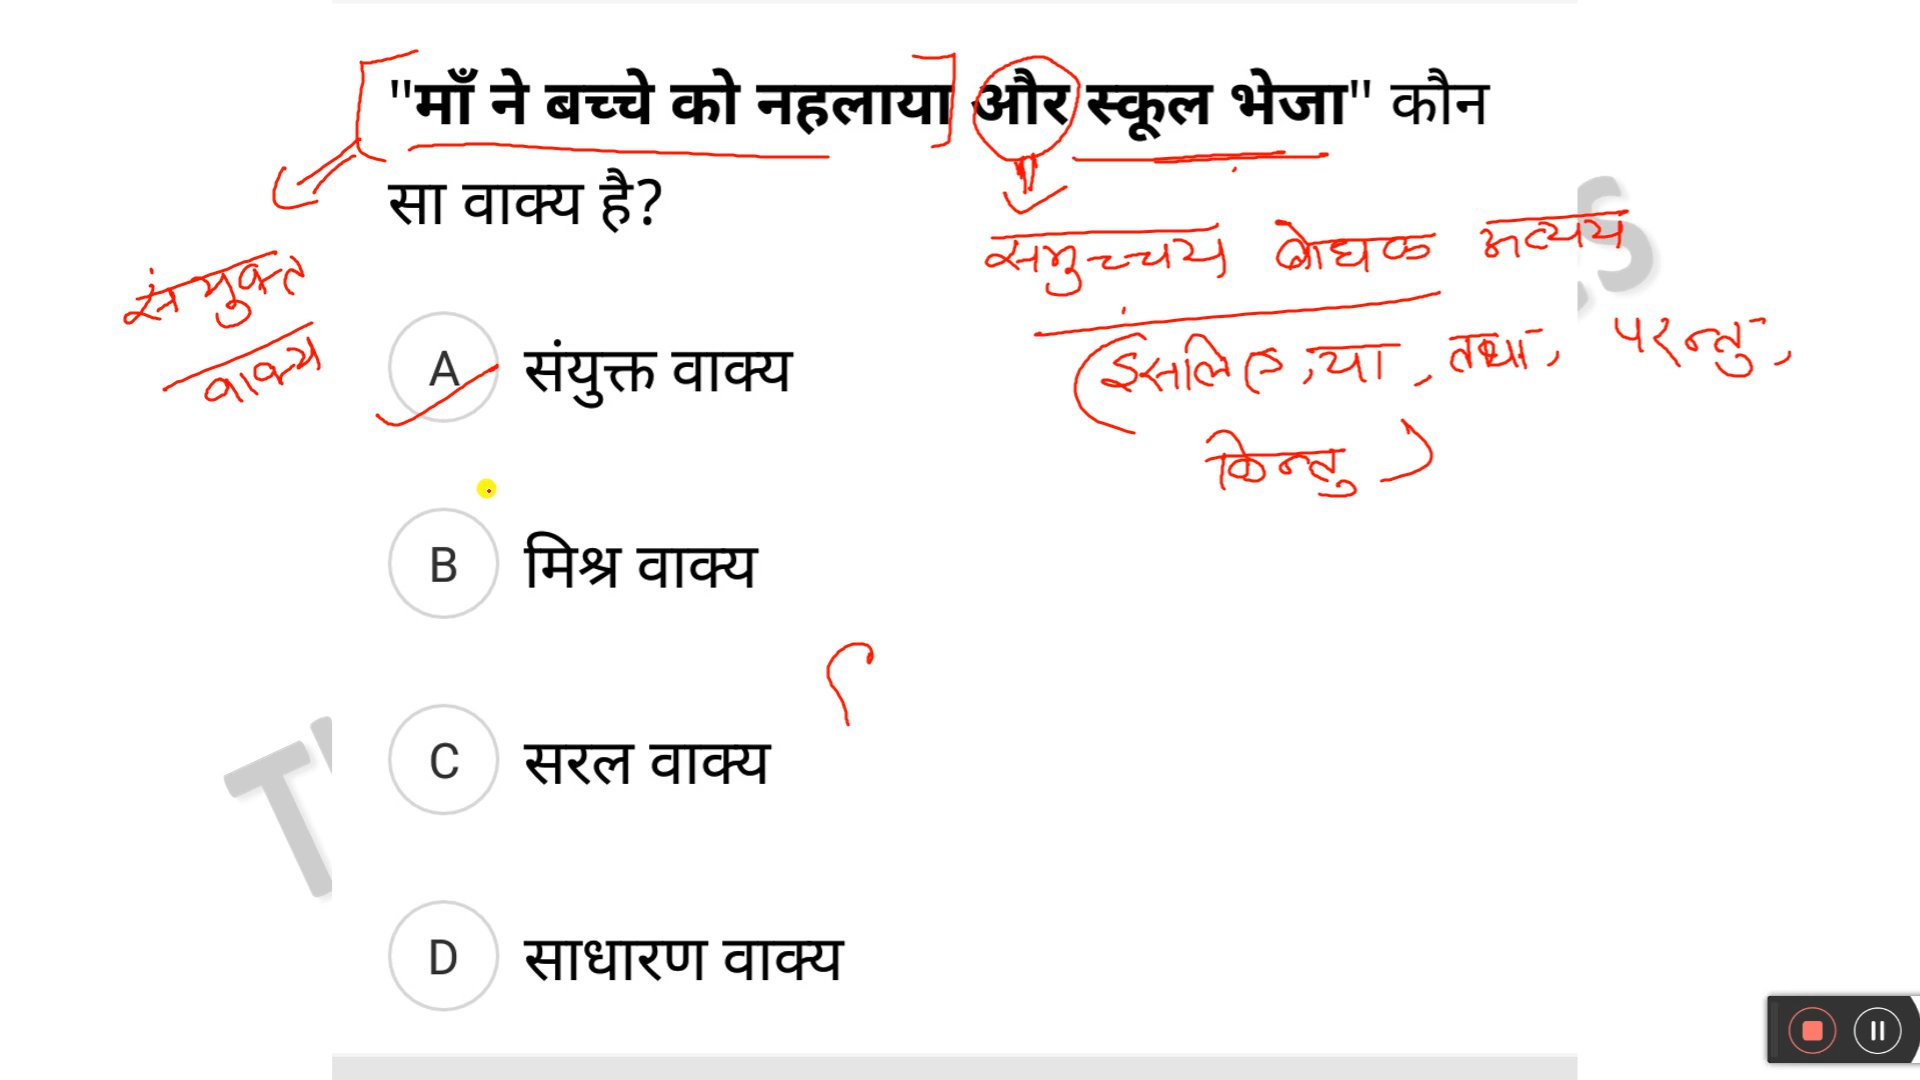 "माँ ने बच्चे को नहलाया और स्कूल भेजा" कौन
सा वाक्य है?
समुच्चय बोधक अव्यय
संयुक्त
वाक्य
(इसलिए, या, तथा, परन्तु,
किन्तु)
A संयुक्त वाक्य
B मिश्र वाक्य
C सरल वाक्य
D साधारण वाक्य